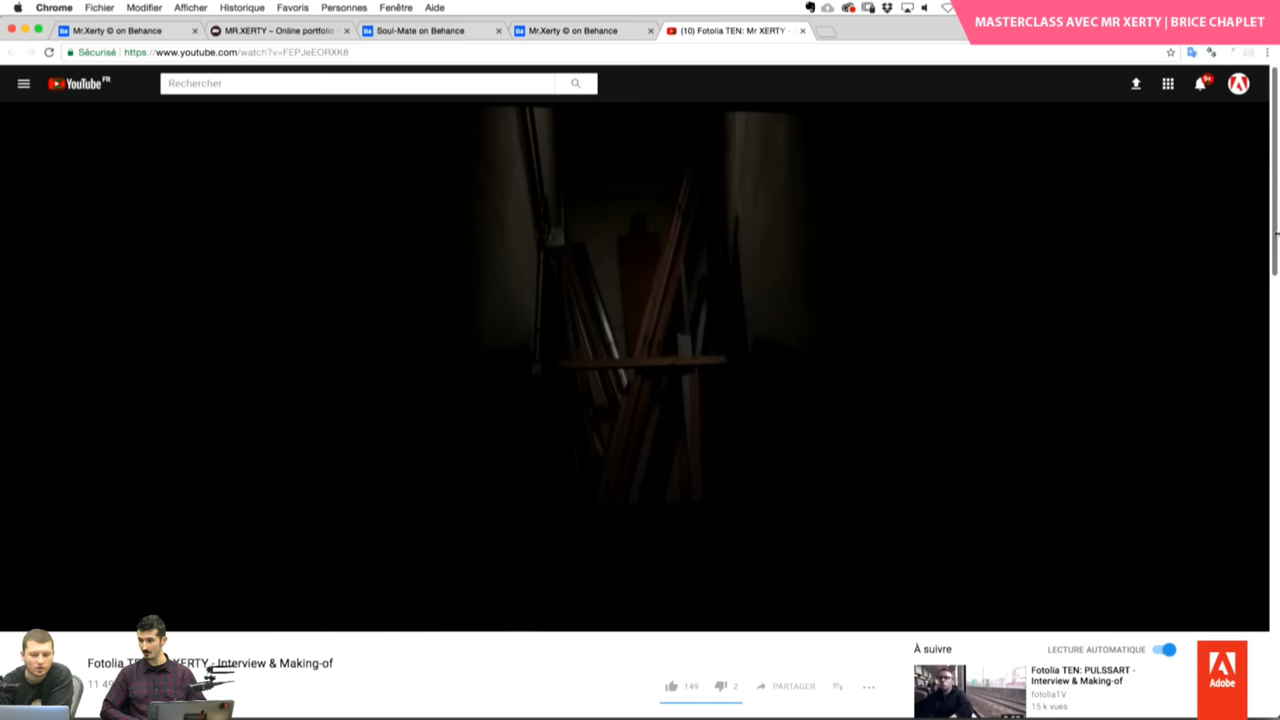 Chrome Fichier Modifier Afficher Historique Favoris Personnes Fenêtre Aide
MASTERCLASS AVEC MR XERTY | BRICE CHAPLET
Mr.Xerty © on Behance
MR.XERTY – Online portfolio
Soul-Mate on Behance
Mr.Xerty © on Behance
(10) Fotolia TEN: Mr XERTY -
Sécurisé https://www.youtube.com/watch?v=FEPJeEORXK8
YouTube FR
Rechercher
9+
À suivre
LECTURE AUTOMATIQUE
Fotolia XERTY - Interview & Making-of
149 2 PARTAGER
Fotolia TEN: PULSSART -
Interview & Making-of
fotoliaTV
15 k vues
Adobe